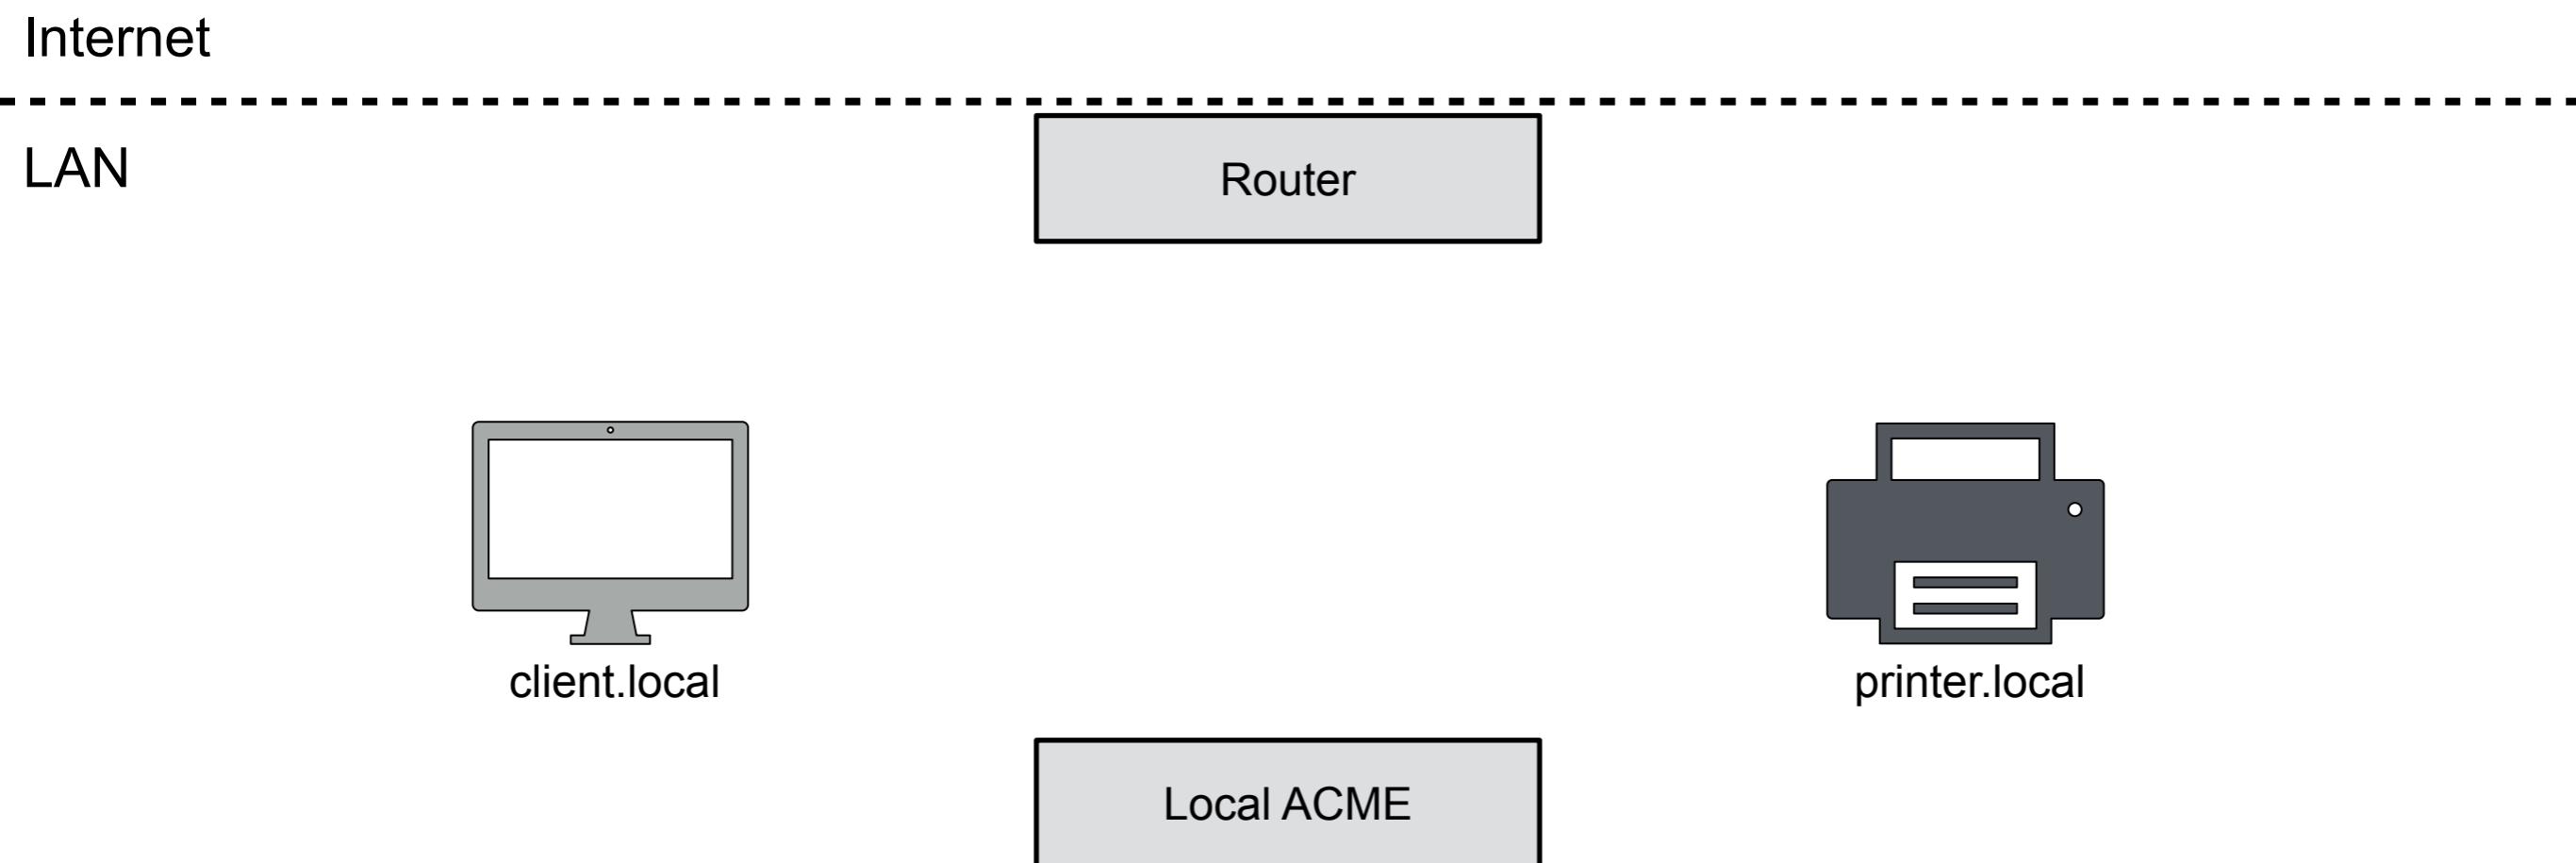 Internet
LAN
Router
client.local
printer.local
Local ACME